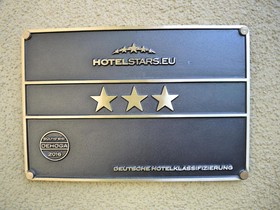 HOTELSTARS.EU
DEHOGA
2016
DEUTSCHE HOTELKLASSIFIZIERUNG